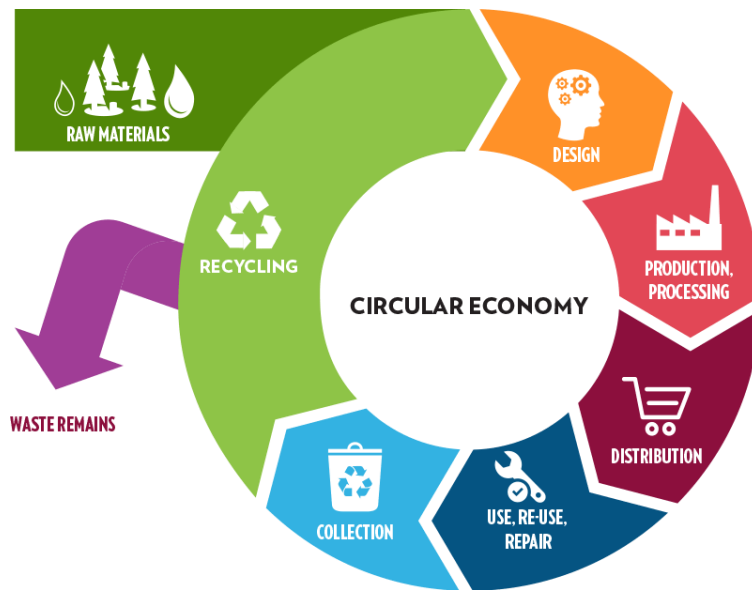 RAW MATERIALS
DESIGN
PRODUCTION,
PROCESSING
DISTRIBUTION
USE, RE-USE,
REPAIR
COLLECTION
RECYCLING
WASTE REMAINS
CIRCULAR ECONOMY